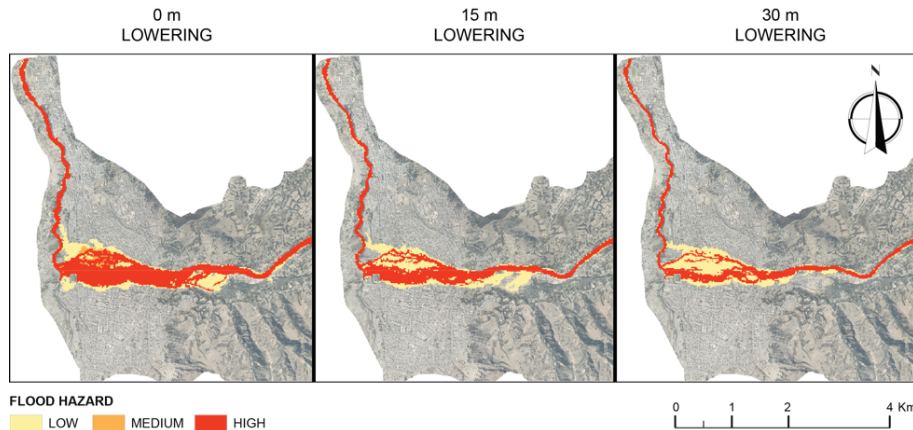 0 m
LOWERING
15 m
LOWERING
30 m
LOWERING
N
FLOOD HAZARD
LOW
MEDIUM
HIGH
0 1 2 4 Km